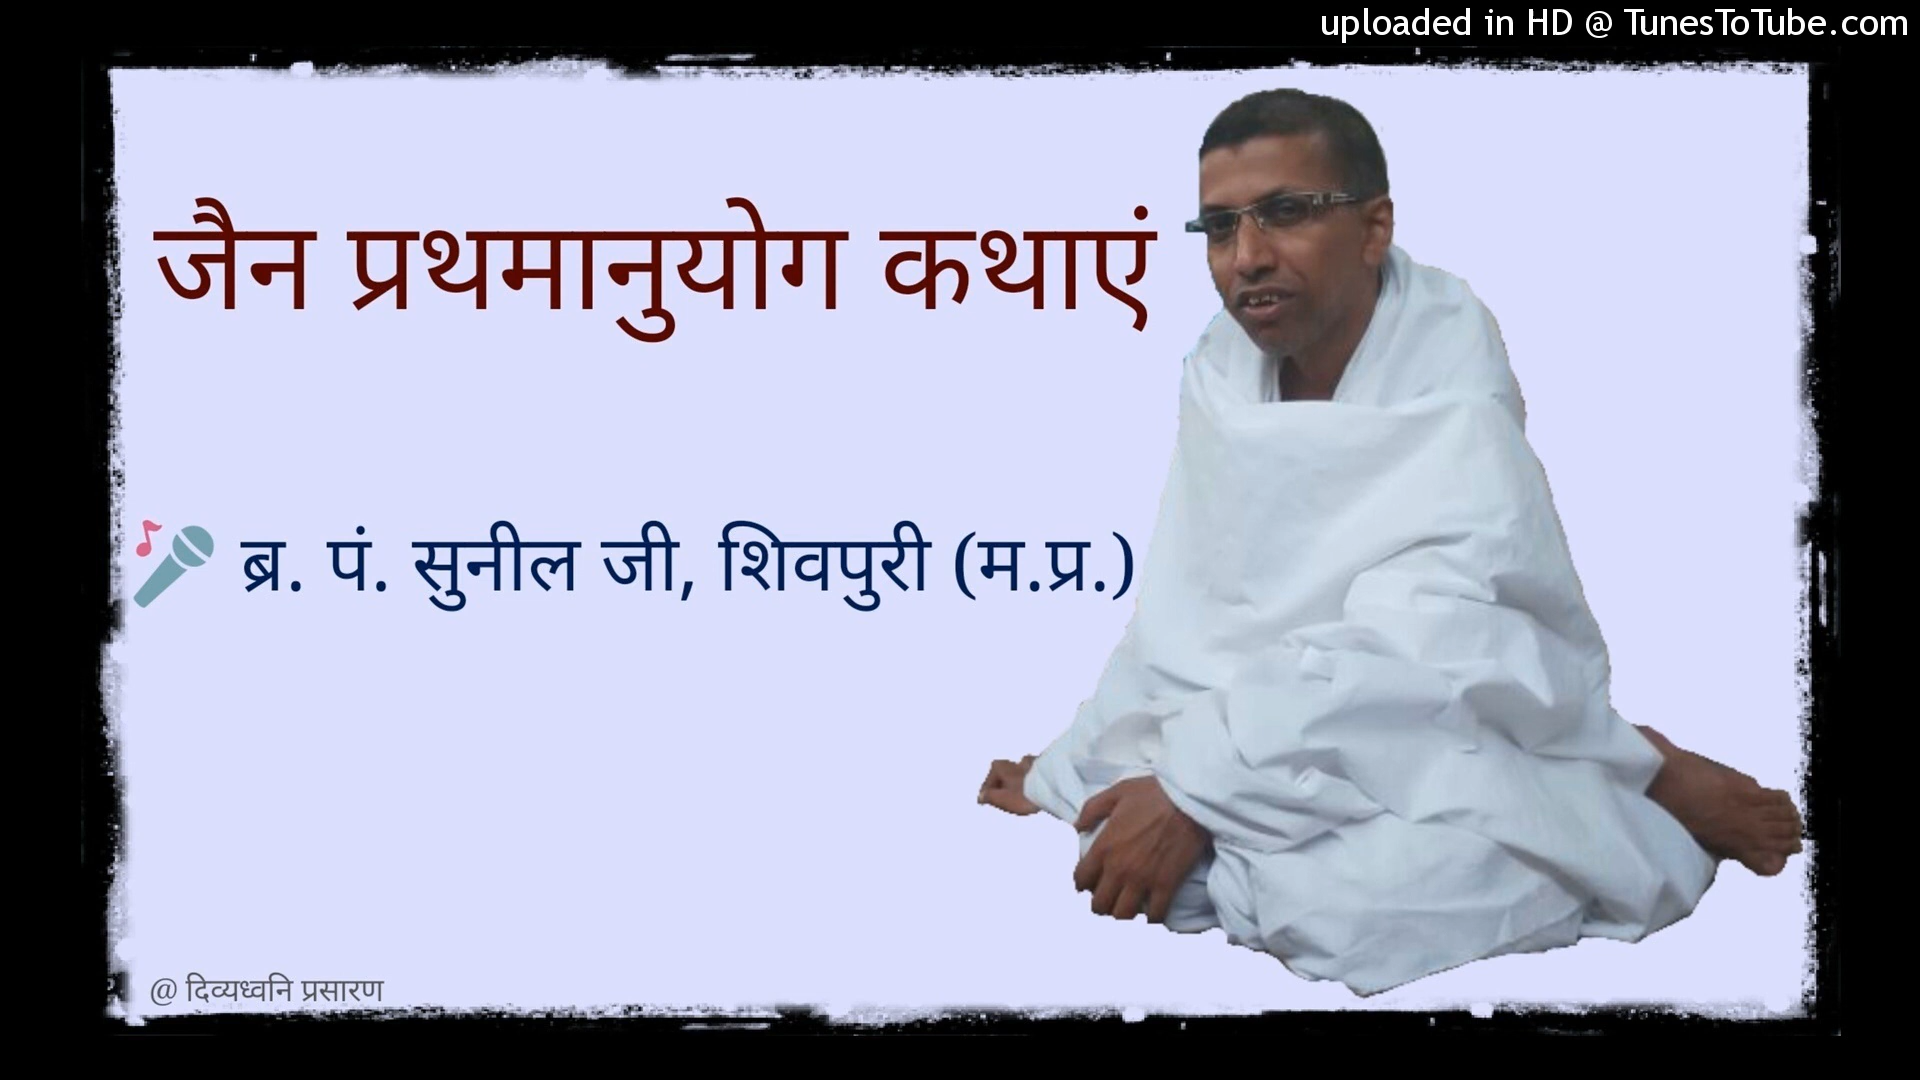 uploaded in HD @ TunesToTube.com
जैन प्रथमानुयोग कथाएं
ब्र. पं. सुनील जी, शिवपुरी (म.प्र.)
@ दिव्यध्वनि प्रसारण